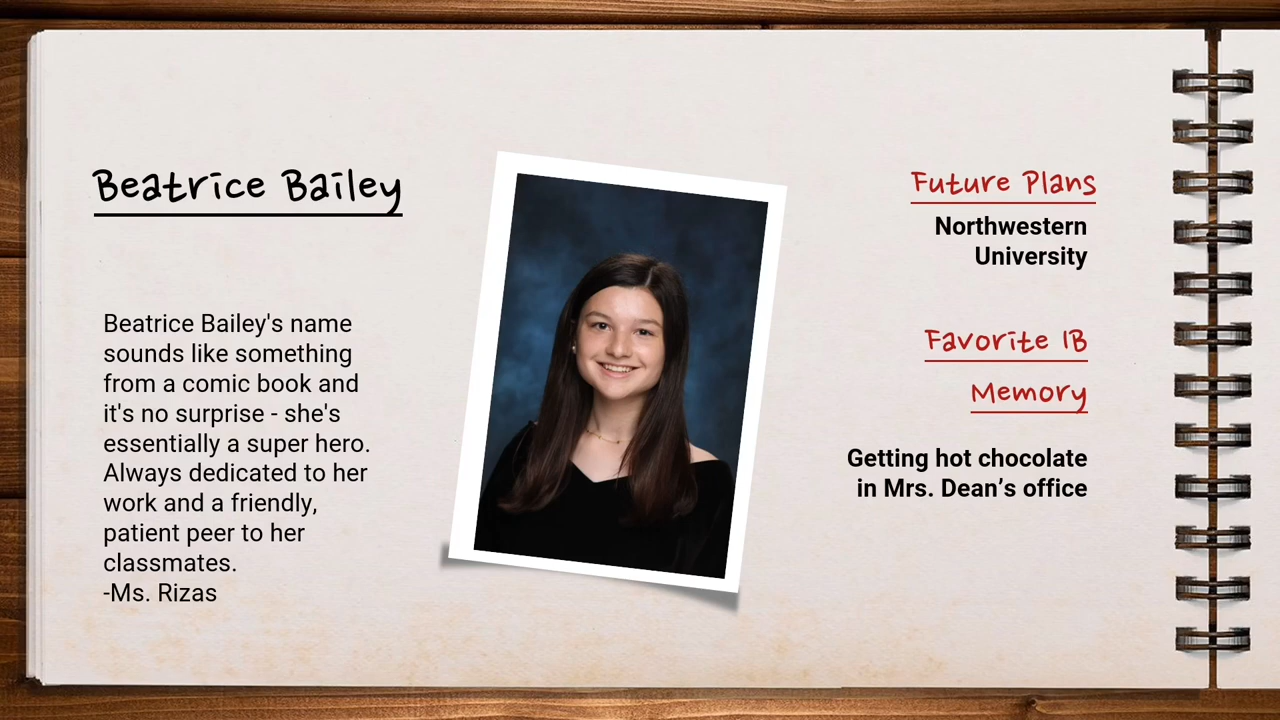 Beatrice Bailey
Beatrice Bailey's name
sounds like something
from a comic book and
it's no surprise - she's
essentially a super hero.
Always dedicated to her
work and a friendly,
patient peer to her
classmates.
-Ms. Rizas
Future Plans
Northwestern
University
Favorite IB
Memory
Getting hot chocolate
in Mrs. Dean’s office